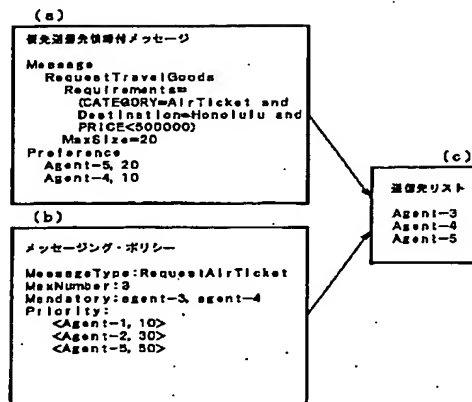 (a)
優先送信先情報付メッセージ
Message
RequestTravelGoods
Requirements=
(CATEGORY=AirTicket and
Destination=Honolulu and
PRICE<500000)
MaxSize=20
Preference
Agent-5, 20
Agent-4, 10
(b)
メッセージング・ポリシー
MessageType:RequestAirTicket
MaxNumber:3
Mandatory:agent-3, agent-4
Priority:
<Agent-1, 10>
<Agent-2, 30>
<Agent-5, 50>
(c)
送信先リスト
Agent-3
Agent-4
Agent-5